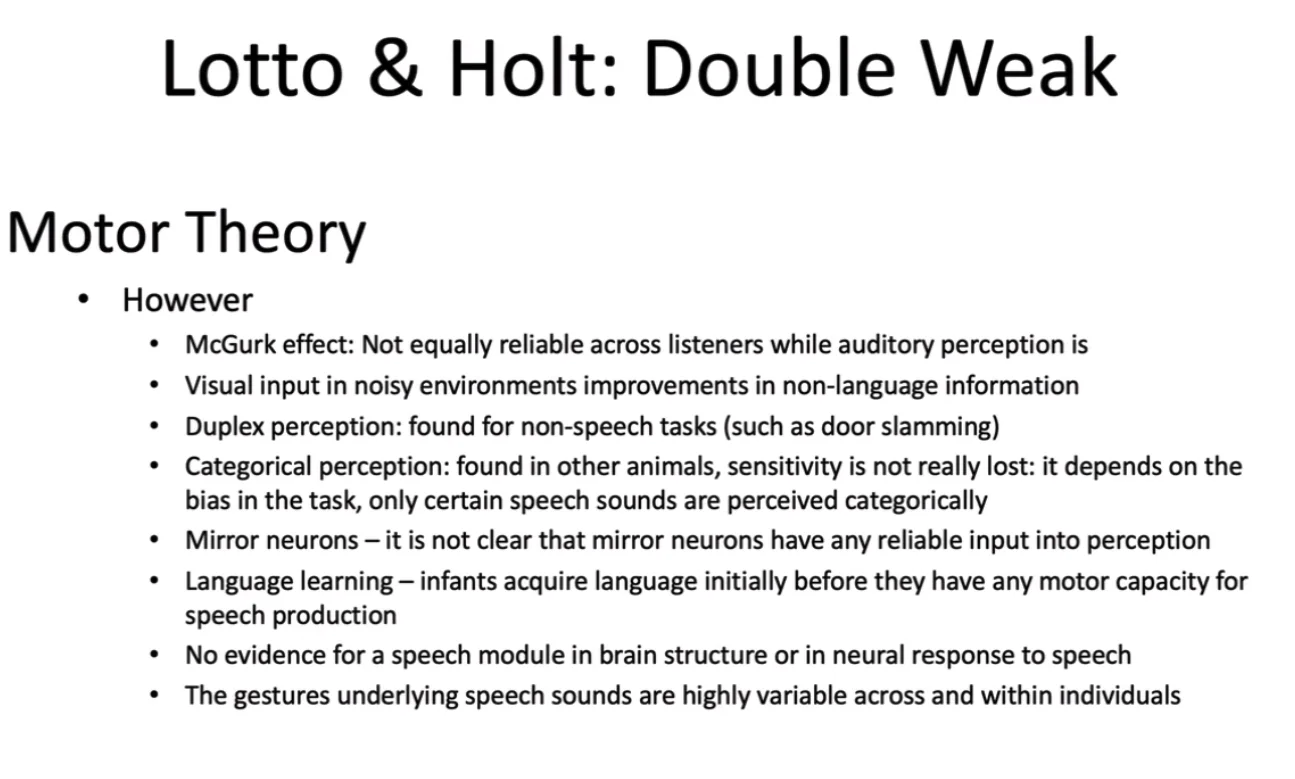 Lotto & Holt: Double Weak
Motor Theory
• However
• McGurk effect: Not equally reliable across listeners while auditory perception is
• Visual input in noisy environments improvements in non-language information
• Duplex perception: found for non-speech tasks (such as door slamming)
• Categorical perception: found in other animals, sensitivity is not really lost: it depends on the
bias in the task, only certain speech sounds are perceived categorically
• Mirror neurons – it is not clear that mirror neurons have any reliable input into perception
• Language learning – infants acquire language initially before they have any motor capacity for
speech production
• No evidence for a speech module in brain structure or in neural response to speech
• The gestures underlying speech sounds are highly variable across and within individuals